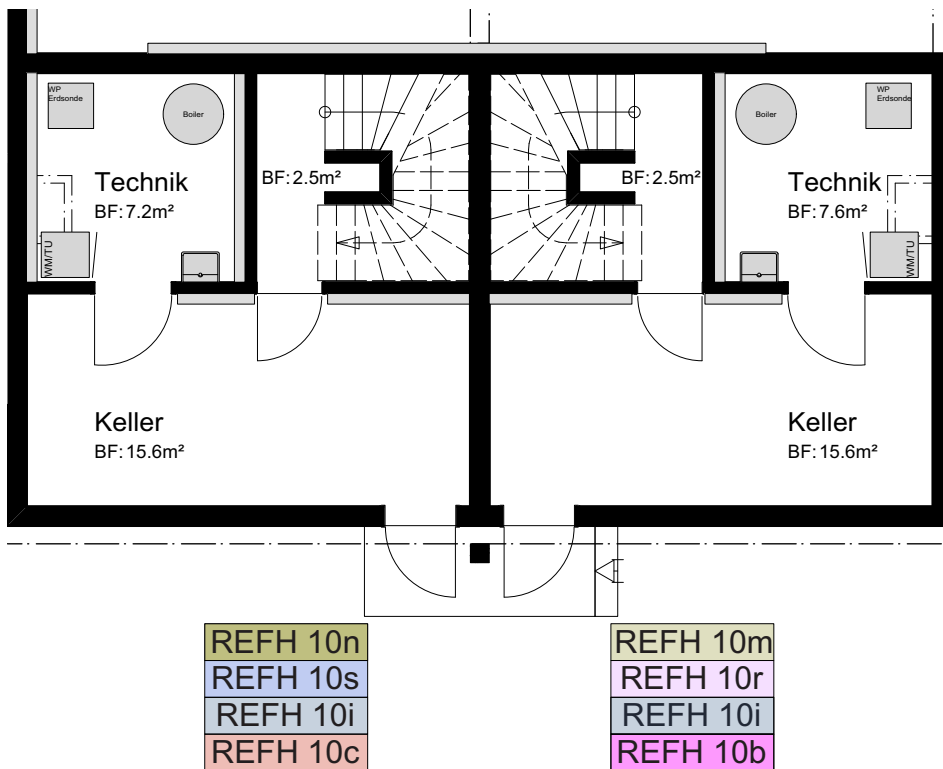 WP
Erdsonde
Boiler
Technik
BF: 7.2m²
WM/TU
BF: 2.5m²
BF: 2.5m²
Boiler
WP
Erdsonde
Technik
BF: 7.6m²
WM/TU
Keller
BF: 15.6m²
Keller
BF: 15.6m²
REFH 10n
REFH 10s
REFH 10i
REFH 10c
REFH 10m
REFH 10r
REFH 10i
REFH 10b